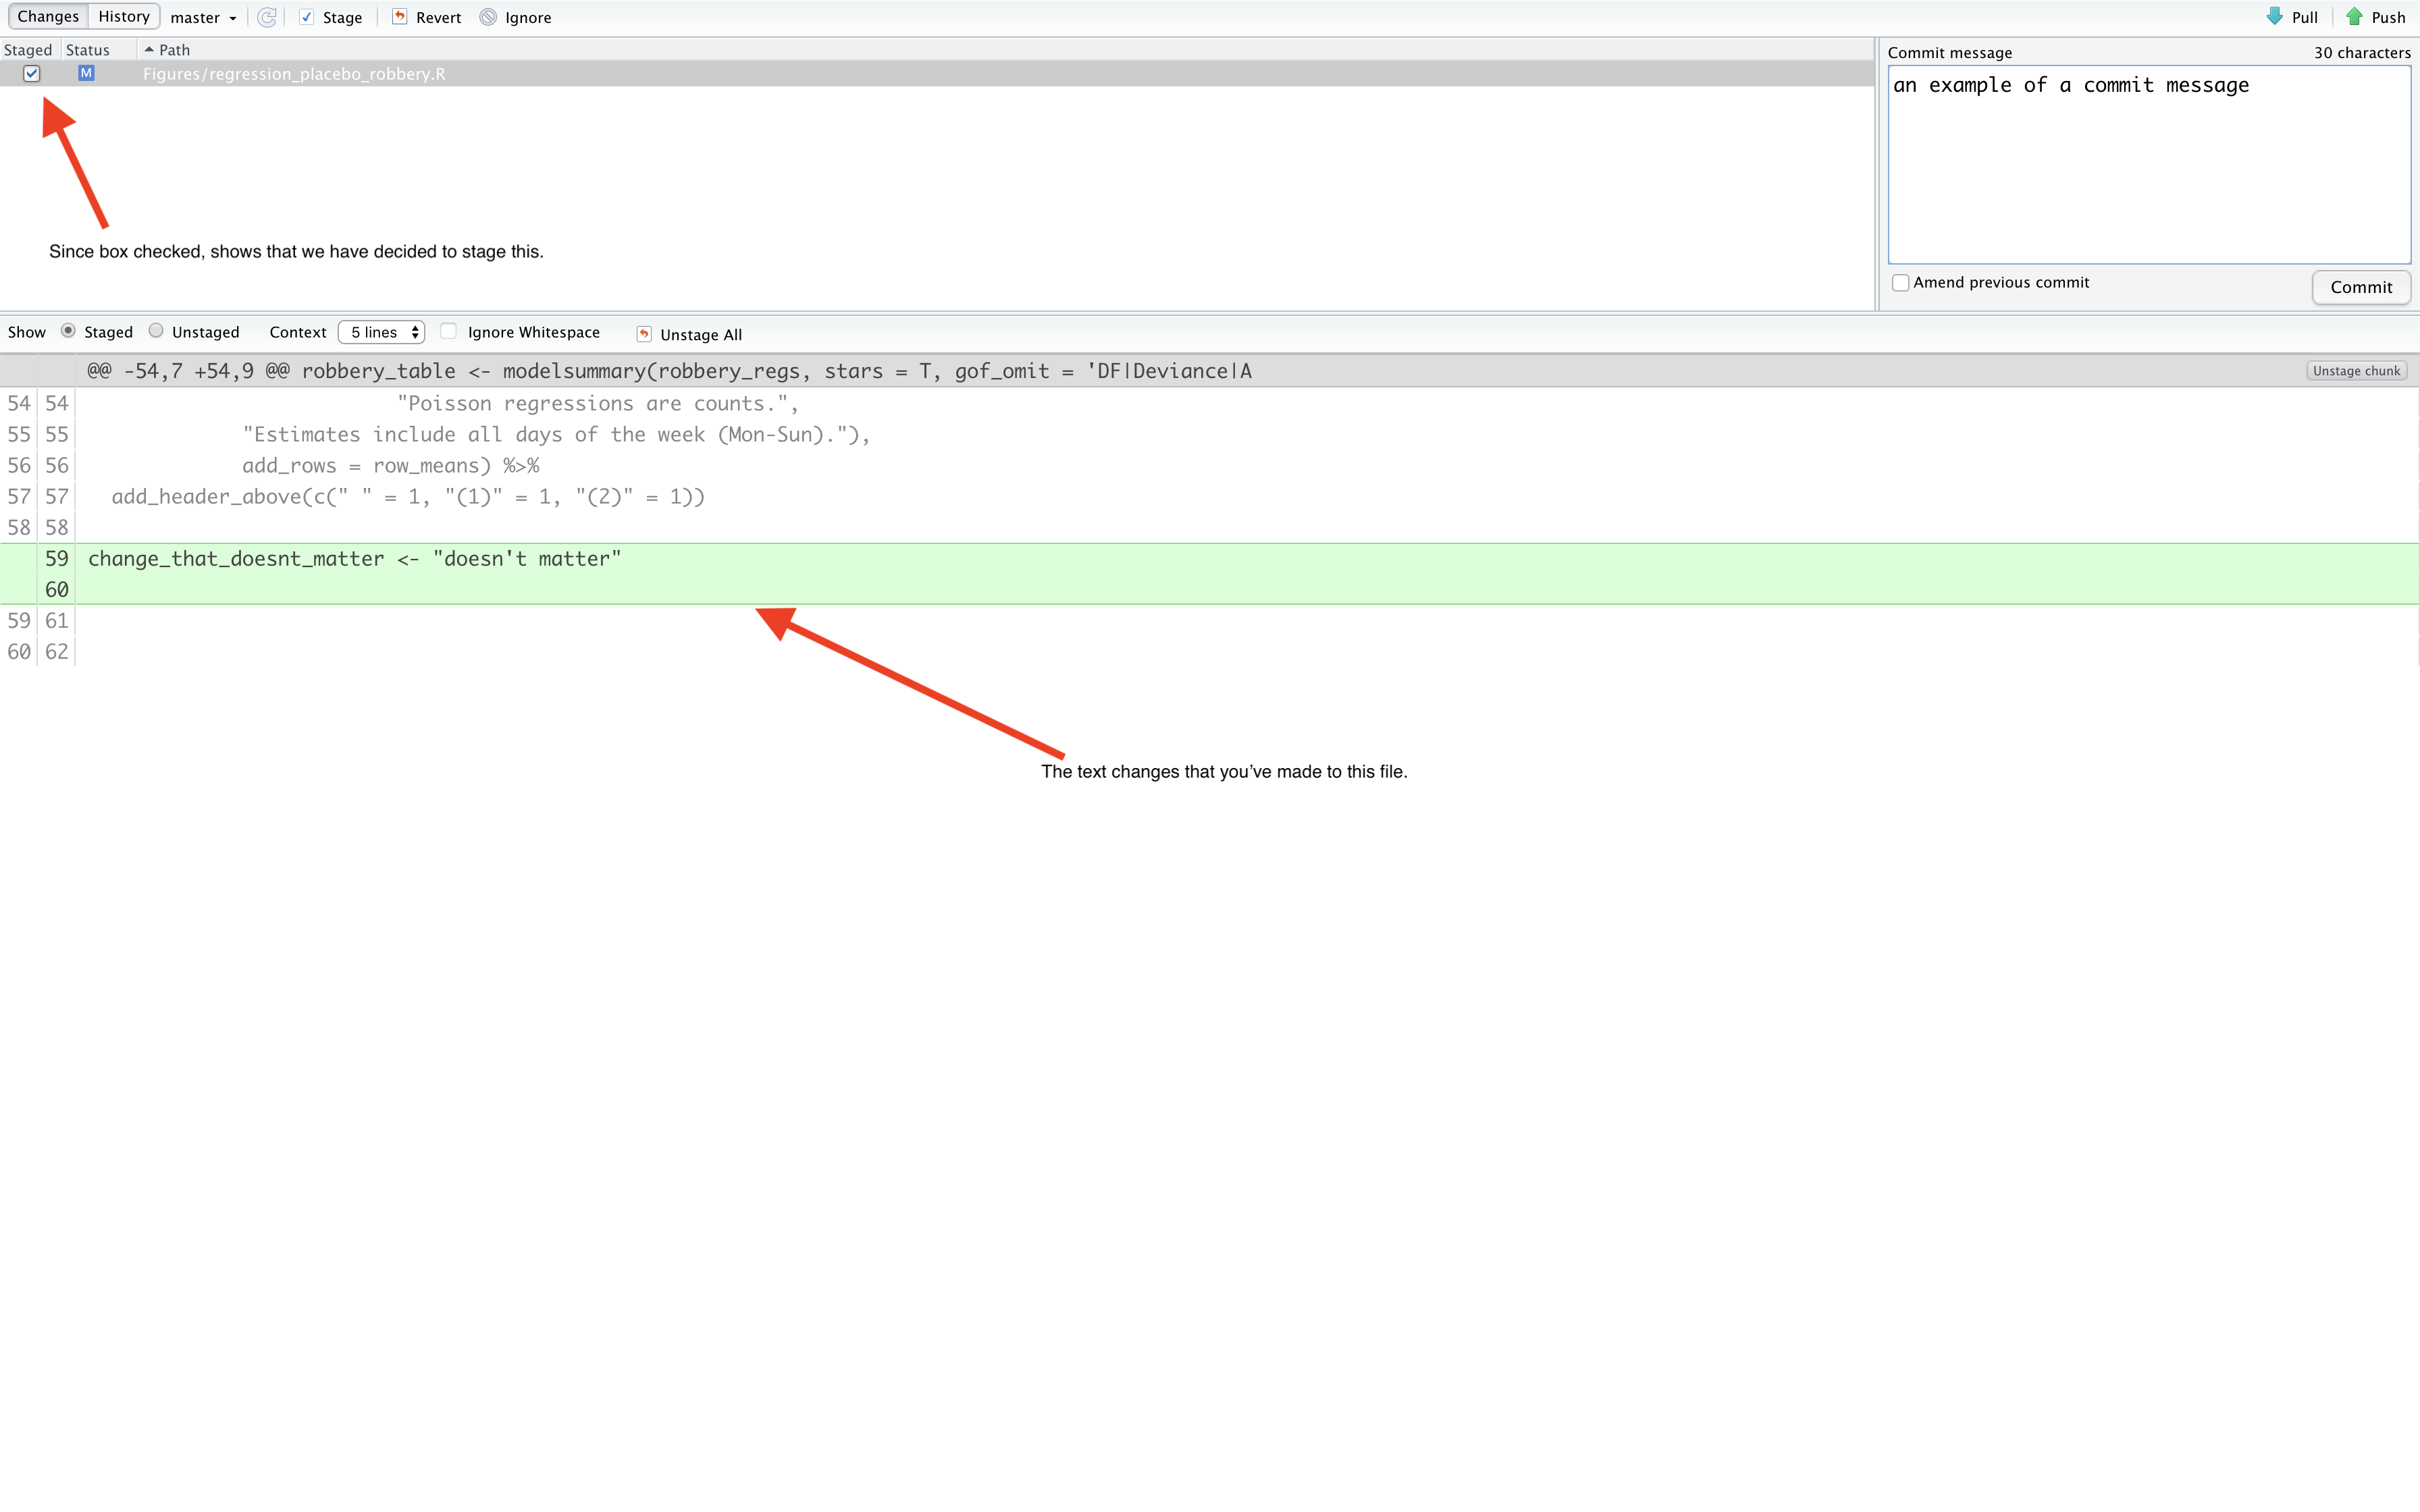 Changes History master Stage Revert Ignore Pull Push
Staged Status Path
M Figures/regression_placebo_robbery.R
Commit message 30 characters
an example of a commit message
Since box checked, shows that we have decided to stage this.
Amend previous commit Commit
Show Staged Unstaged Context 5 lines Ignore Whitespace Unstage All
@@ -54,7 +54,9 @@ robbery_table <- modelsummary(robbery_regs, stars = T, gof_omit = 'DF|Deviance|A Unstage chunk
54 54 "Poisson regressions are counts.",
55 55 "Estimates include all days of the week (Mon-Sun)."),
56 56 add_rows = row_means) %>%
57 57 add_header_above(c(" " = 1, "(1)" = 1, "(2)" = 1))
58 58
59 change_that_doesnt_matter <- "doesn't matter"
60
59 61
60 62
The text changes that you’ve made to this file.